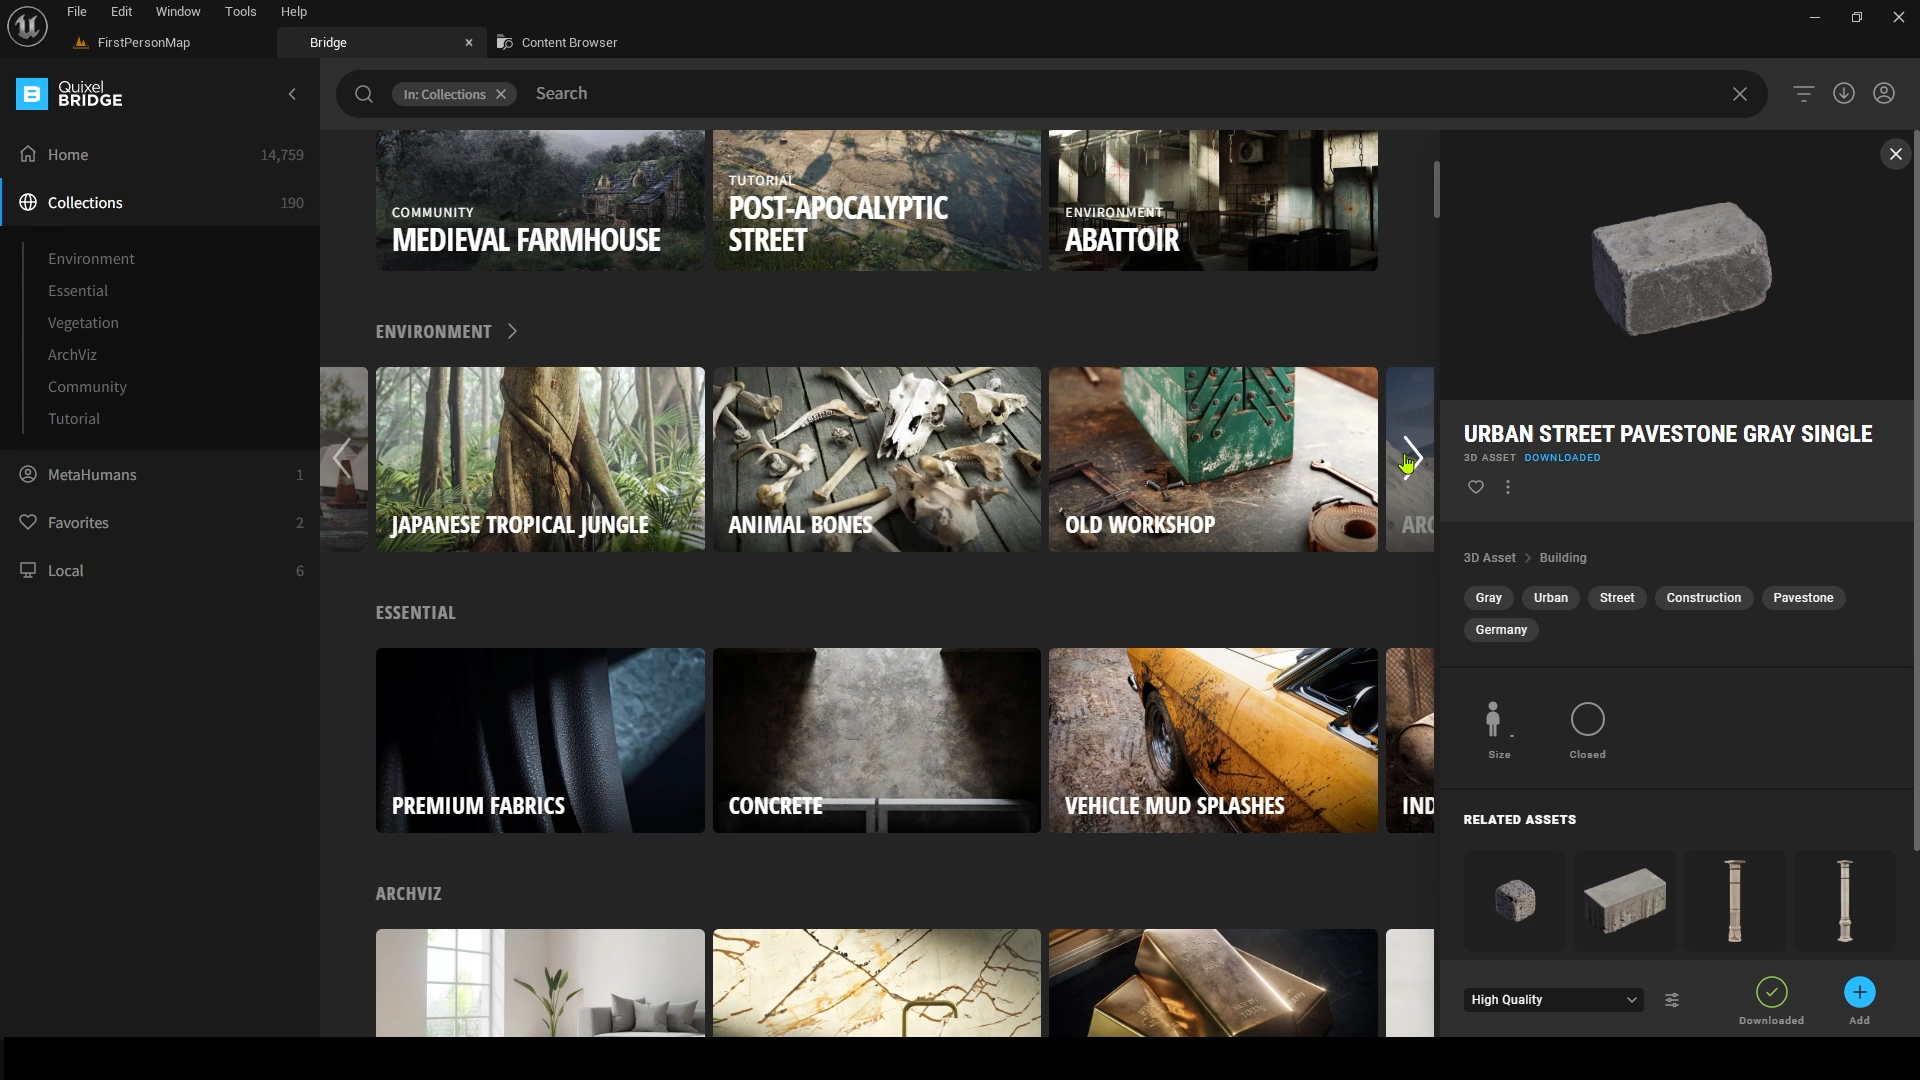 File Edit Window Tools Help
FirstPersonMap Bridge Content Browser
Quixel
BRIDGE
In: Collections Search
Home 14,759
Collections 190
Environment
Essential
Vegetation
ArchViz
Community
Tutorial
MetaHumans 1
Favorites 2
Local 6
COMMUNITY
MEDIEVAL FARMHOUSE
TUTORIAL
POST-APOCALYPTIC
STREET
ENVIRONMENT
ABATTOIR
ENVIRONMENT
JAPANESE TROPICAL JUNGLE
ANIMAL BONES
OLD WORKSHOP
ARC
ESSENTIAL
PREMIUM FABRICS
CONCRETE
VEHICLE MUD SPLASHES
IND
ARCHVIZ
URBAN STREET PAVESTONE GRAY SINGLE
3D ASSET DOWNLOADED
3D Asset > Building
Gray Urban Street Construction Pavestone
Germany
Size Closed
RELATED ASSETS
High Quality
Downloaded Add